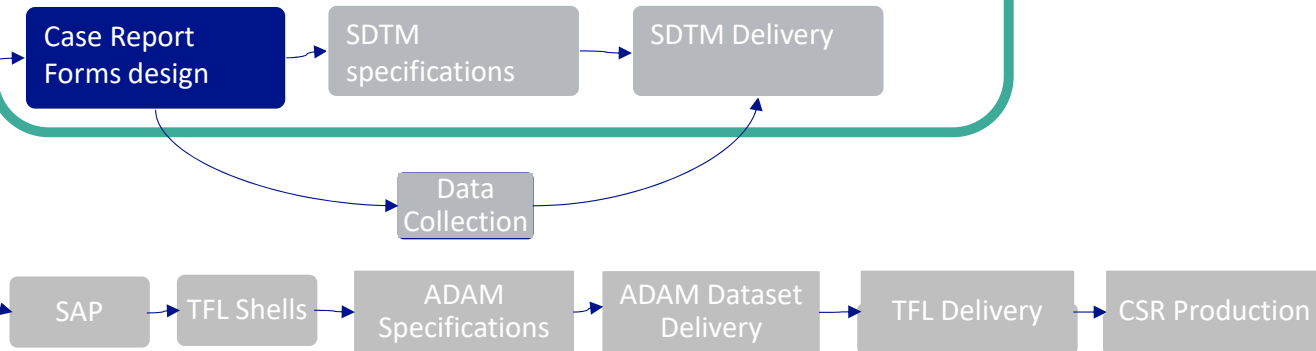 Case Report
Forms design
SDTM
specifications
SDTM Delivery
Data
Collection
SAP
TFL Shells
ADAM
Specifications
ADAM Dataset
Delivery
TFL Delivery
CSR Production